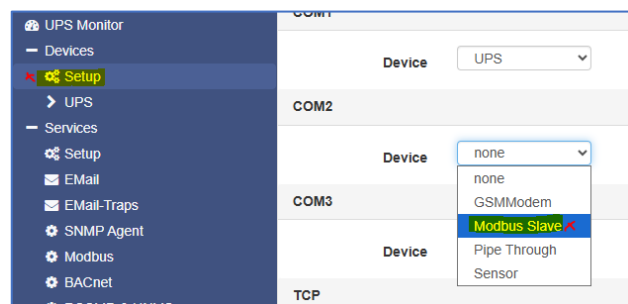 UPS Monitor
Devices
Setup
UPS
Services
Setup
EMail
EMail-Traps
SNMP Agent
Modbus
BACnet
COM1
Device UPS
COM2
Device none
none
GSMModem
Modbus Slave
Pipe Through
Sensor
COM3
Device
TCP